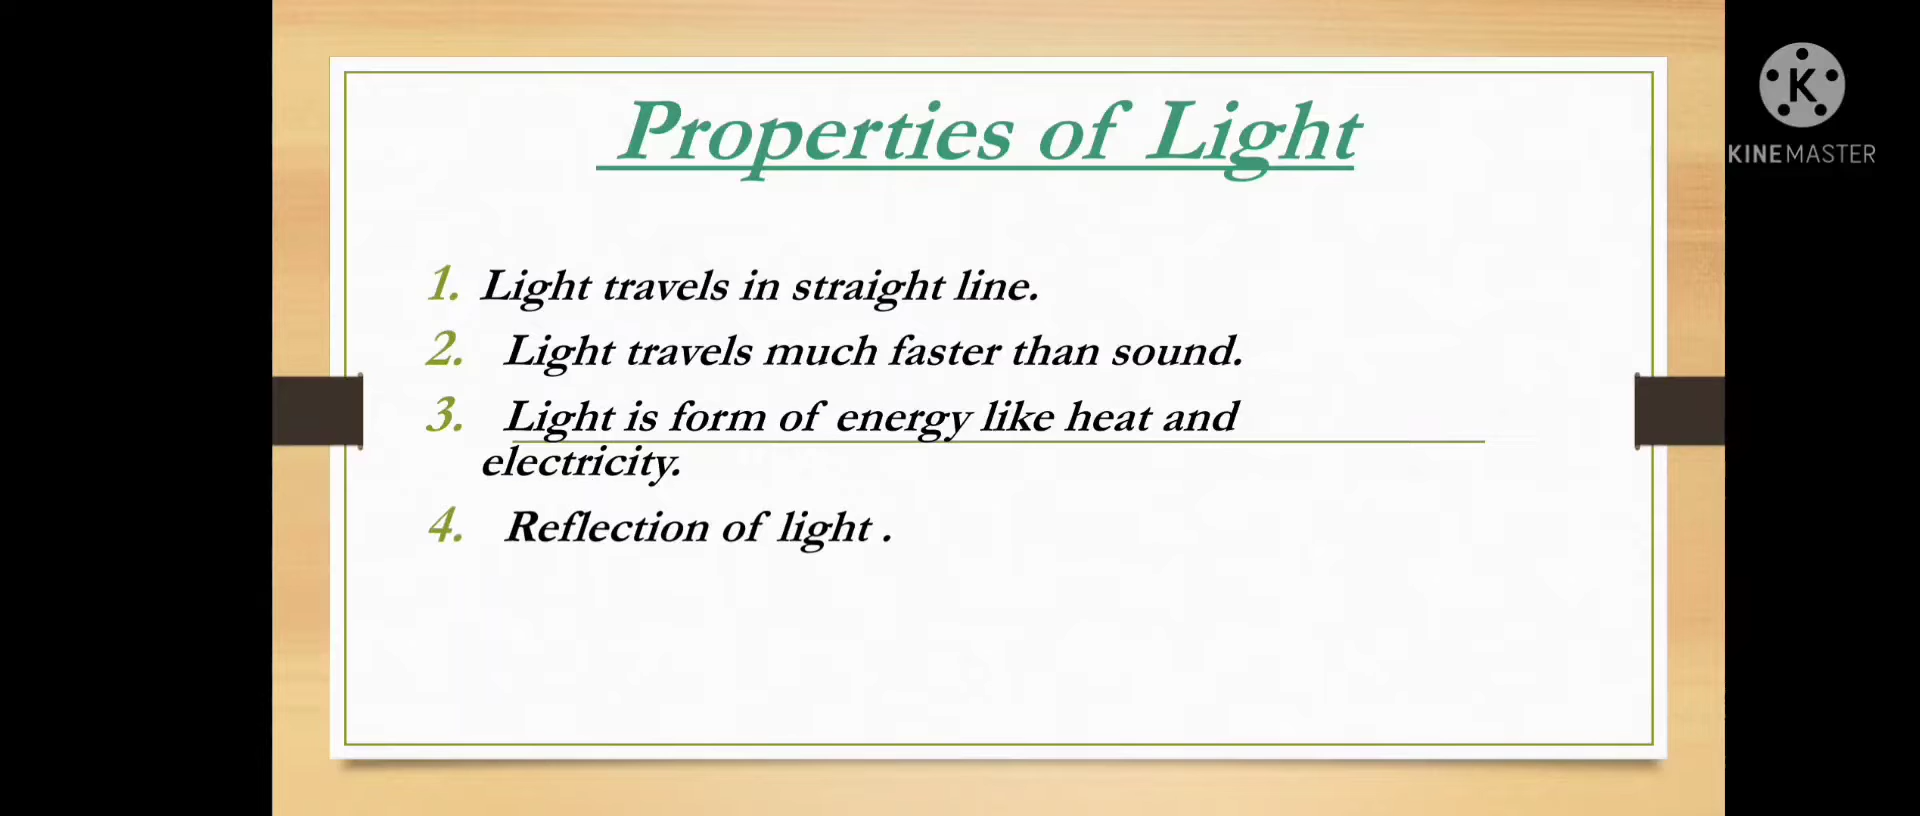 Properties of Light
1. Light travels in straight line.
2. Light travels much faster than sound.
3. Light is form of energy like heat and
electricity.
4. Reflection of light .
K
KINEMASTER